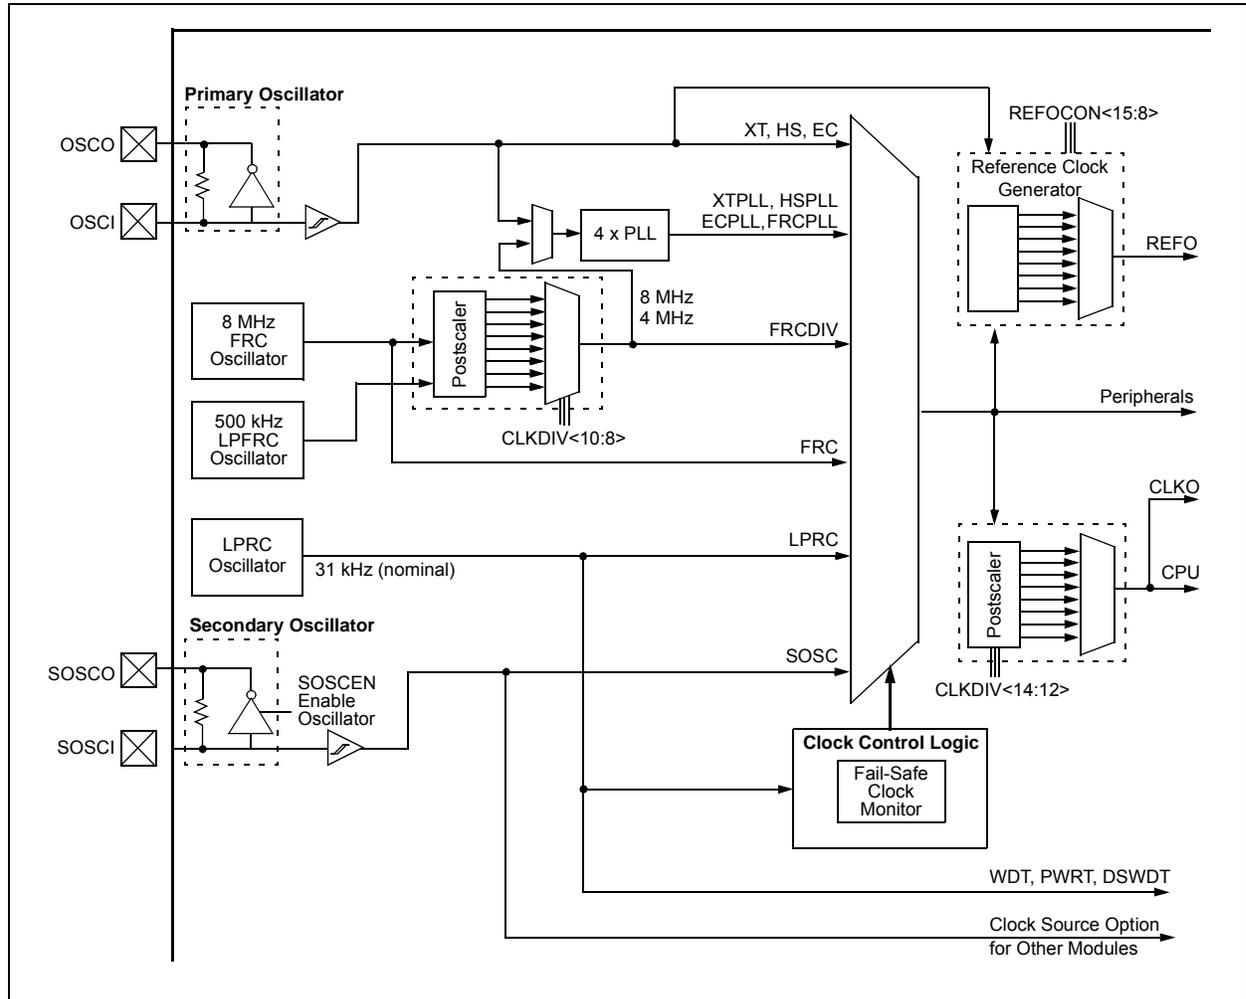 Primary Oscillator
OSCO
OSCI
XT, HS, EC
REFOCON<15:8>
Reference Clock
Generator
XTPLL, HSPLL
ECPLL,FRCPLL
4 x PLL
REFO
8 MHz
FRC
Oscillator
Postscaler
8 MHz
4 MHz
FRCDIV
500 kHz
LPFRC
Oscillator
CLKDIV<10:8>
Peripherals
FRC
CLKO
LPRC
Oscillator
31 kHz (nominal)
LPRC
Postscaler
CPU
CLKDIV<14:12>
Secondary Oscillator
SOSCO
SOSCI
SOSCEN
Enable
Oscillator
SOSC
Clock Control Logic
Fail-Safe
Clock
Monitor
WDT, PWRT, DSWDT
Clock Source Option
for Other Modules